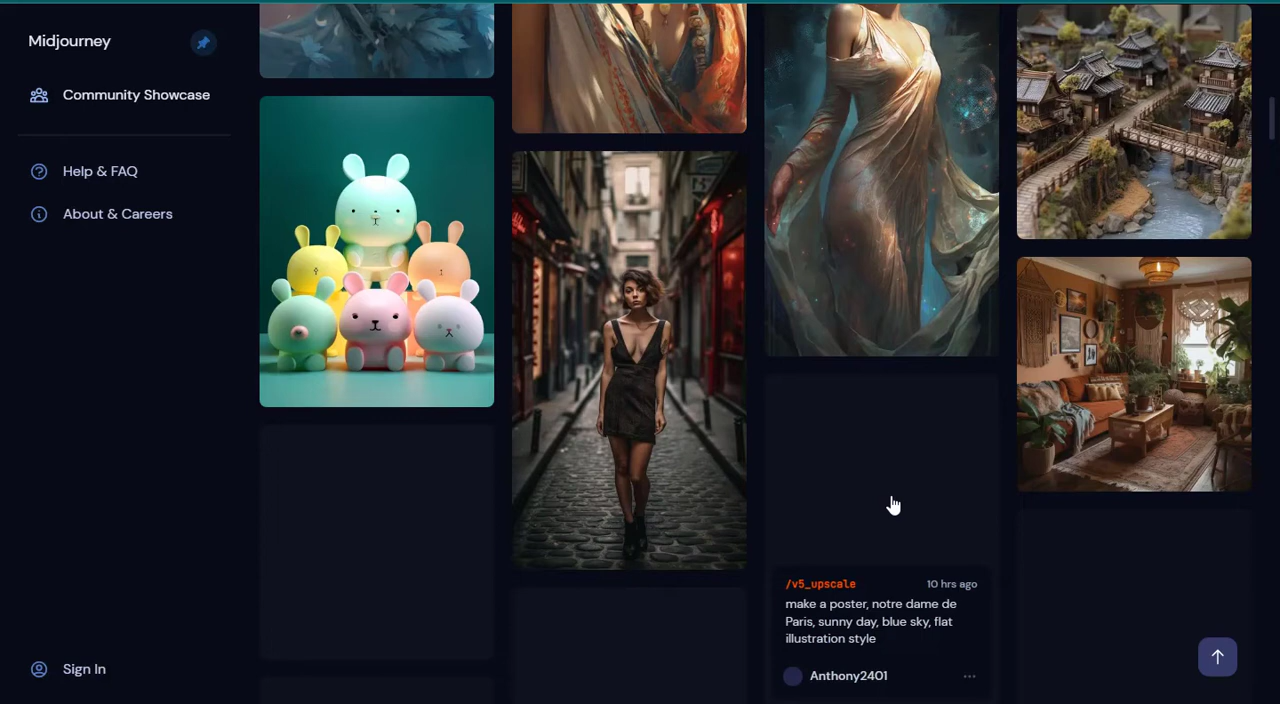 Midjourney
Community Showcase
Help & FAQ
About & Careers
/v5_upscale
10 hrs ago
make a poster, notre dame de
Paris, sunny day, blue sky, flat
illustration style
Anthony2401
Sign In